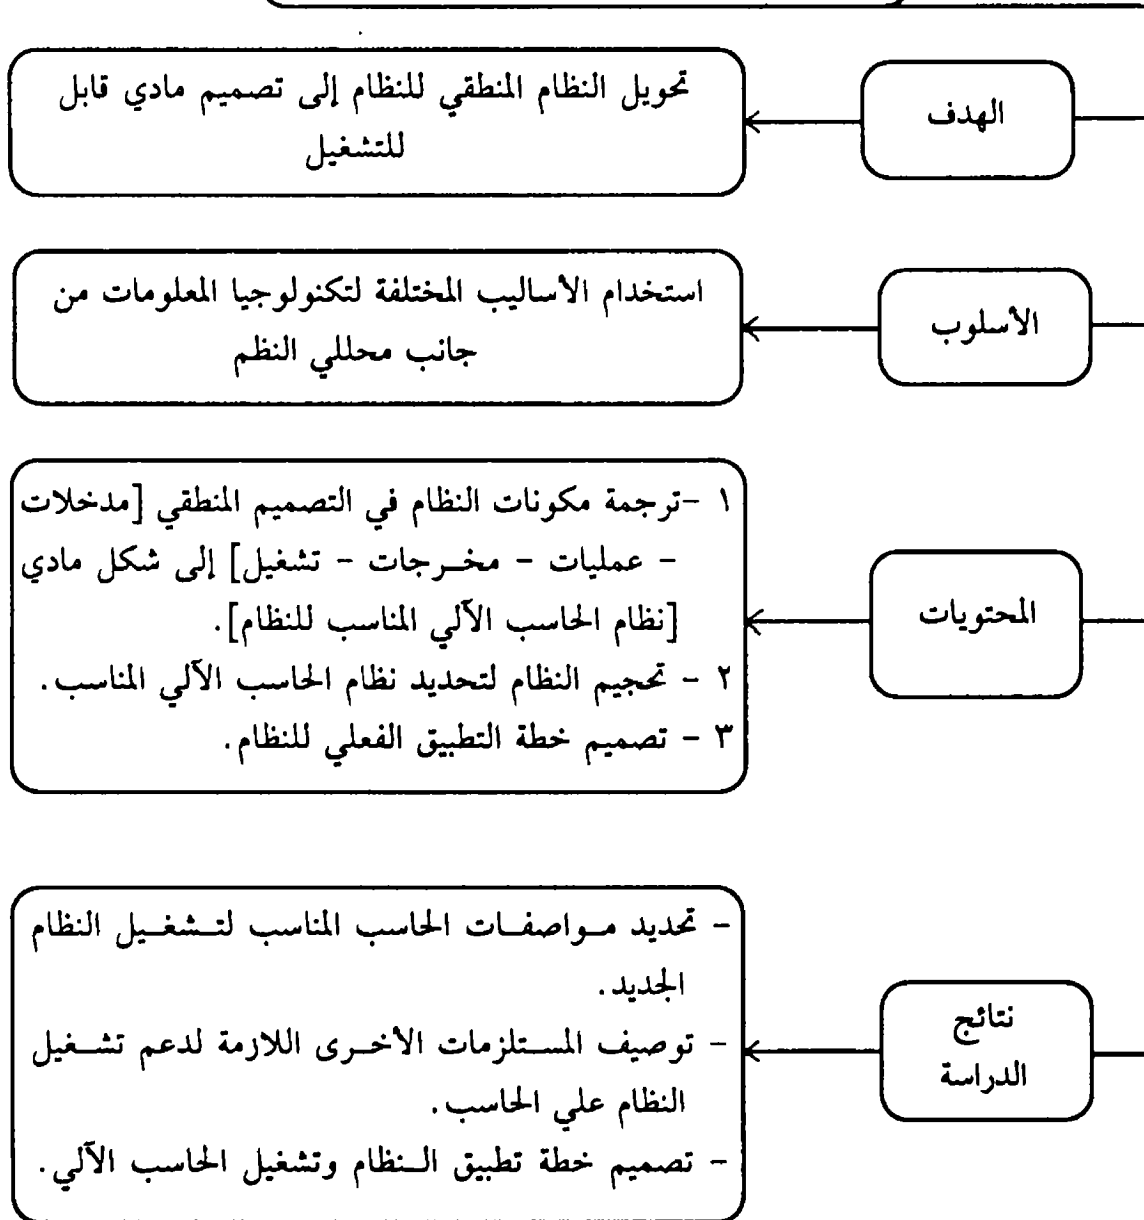 الهدف
تحويل النظام المنطقي للنظام إلى تصميم مادي قابل
للتشغيل
الأسلوب
استخدام الأساليب المختلفة لتكنولوجيا المعلومات من
جانب محللي النظم
المحتويات
١ -ترجمة مكونات النظام في التصميم المنطقي [مدخلات
- عمليات - مخرجات - تشغيل] إلى شكل مادي
[نظام الحاسب الآلي المناسب للنظام].
٢ - تحجيم النظام لتحديد نظام الحاسب الآلي المناسب.
٣ - تصميم خطة التطبيق الفعلي للنظام.
نتائج
الدراسة
- تحديد مواصفات الحاسب المناسب لتشغيل النظام
الجديد.
- توصيف المستلزمات الأخرى اللازمة لدعم تشغيل
النظام علي الحاسب.
- تصميم خطة تطبيق النظام وتشغيل الحاسب الآلي.